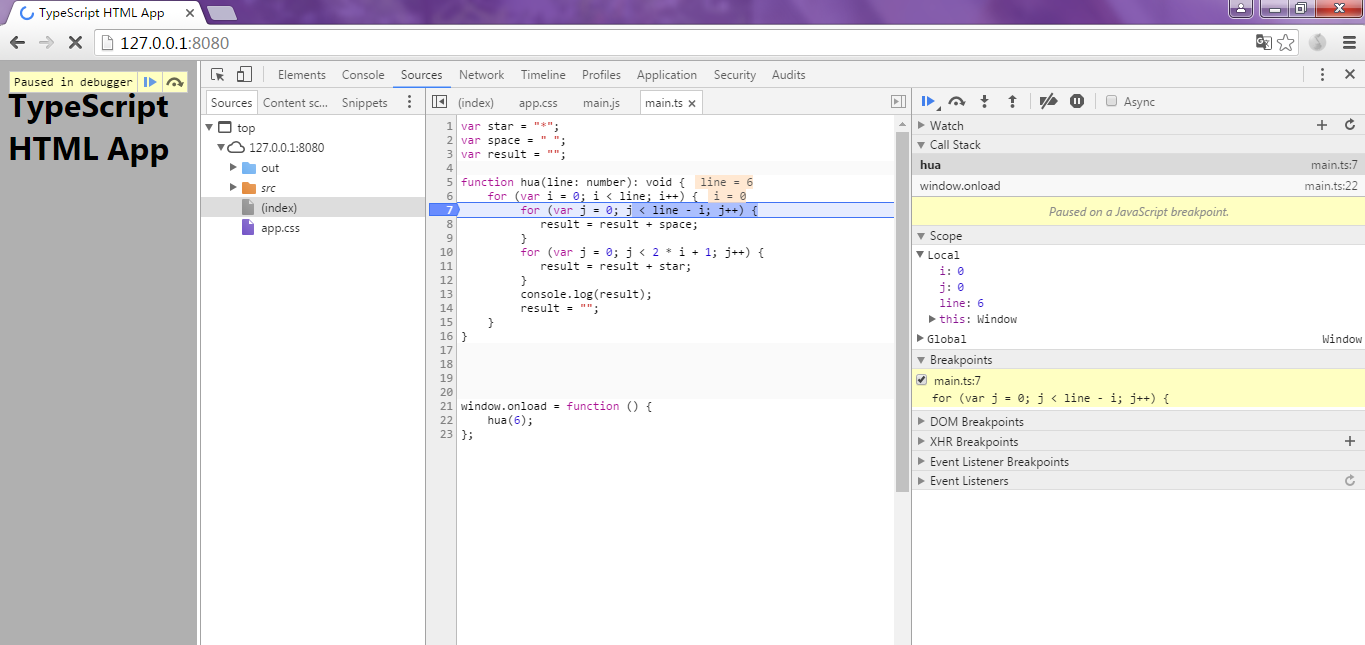 TypeScript HTML App
127.0.0.1:8080
Paused in debugger
TypeScript
HTML App
Elements Console Sources Network Timeline Profiles Application Security Audits
Sources Content sc... Snippets
(index) app.css main.js main.ts
Async
top
127.0.0.1:8080
out
src
(index)
app.css
1 var star = "*";
2 var space = " ";
3 var result = "";
4
5 function hua(line: number): void { line = 6
6 for (var i = 0; i < line; i++) { i = 0
7 for (var j = 0; j < line - i; j++) {
8 result = result + space;
9 }
10 for (var j = 0; j < 2 * i + 1; j++) {
11 result = result + star;
12 }
13 console.log(result);
14 result = "";
15 }
16 }
17
18
19
20
21 window.onload = function () {
22 hua(6);
23 };
Watch
Call Stack
hua main.ts:7
window.onload main.ts:22
Paused on a JavaScript breakpoint.
Scope
Local
i: 0
j: 0
line: 6
this: Window
Global Window
Breakpoints
main.ts:7
for (var j = 0; j < line - i; j++) {
DOM Breakpoints
XHR Breakpoints
Event Listener Breakpoints
Event Listeners